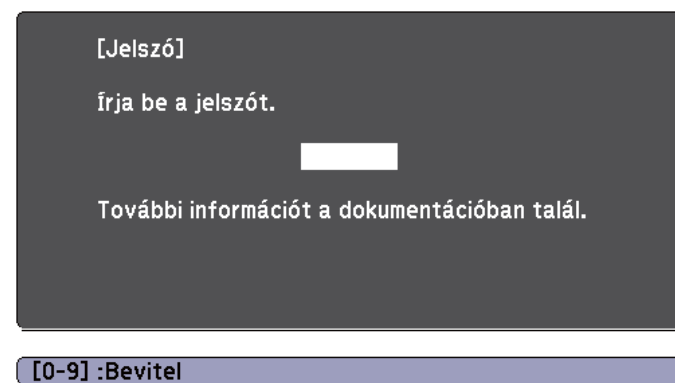 [Jelszó]
Írja be a jelszót.
További információt a dokumentációban talál.
[0-9] :Bevitel